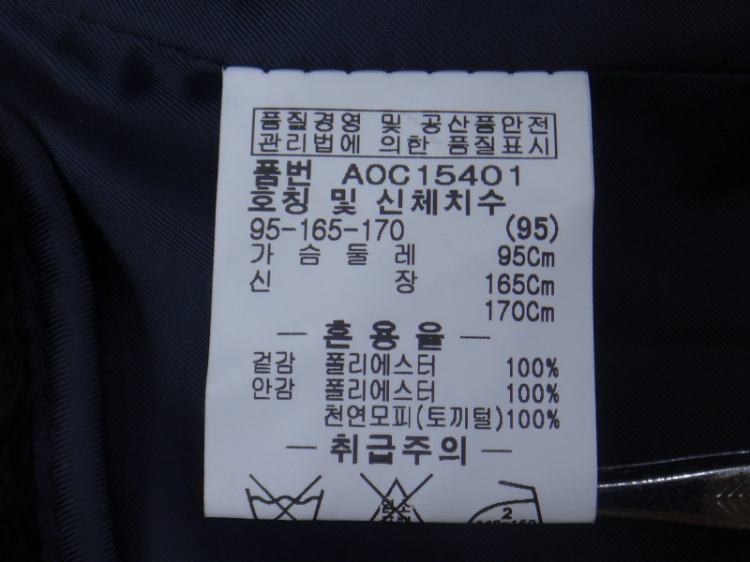 품질경영 및 공산품안전
관리법에 의한 품질표시
품번 AOC15401
호칭 및 신체치수
95-165-170 (95)
가 슴 둘 레 95Cm
신 장 165Cm
170Cm
— 혼용율 —
겉감 폴리에스터 100%
안감 폴리에스터 100%
천연모피(토끼털)100%
— 취급주의 —
염소
2